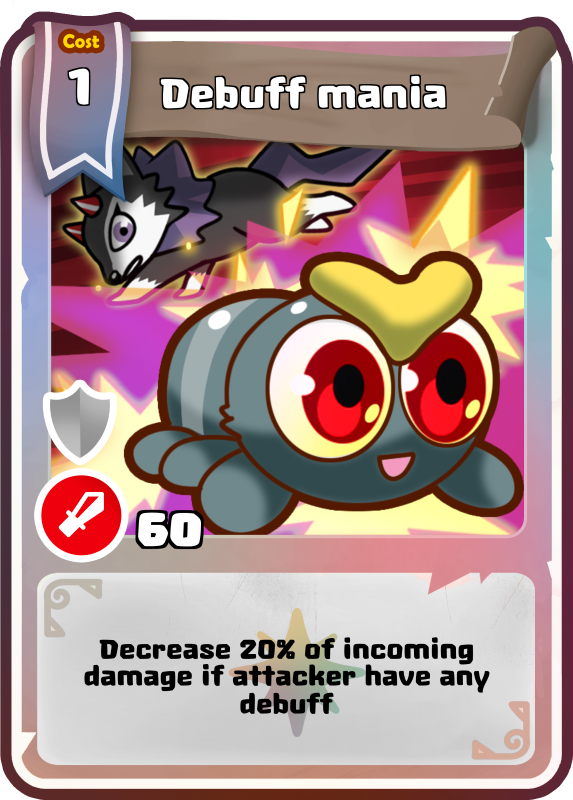 Cost
1
Debuff mania
60
Decrease 20% of incoming
damage if attacker have any
debuff